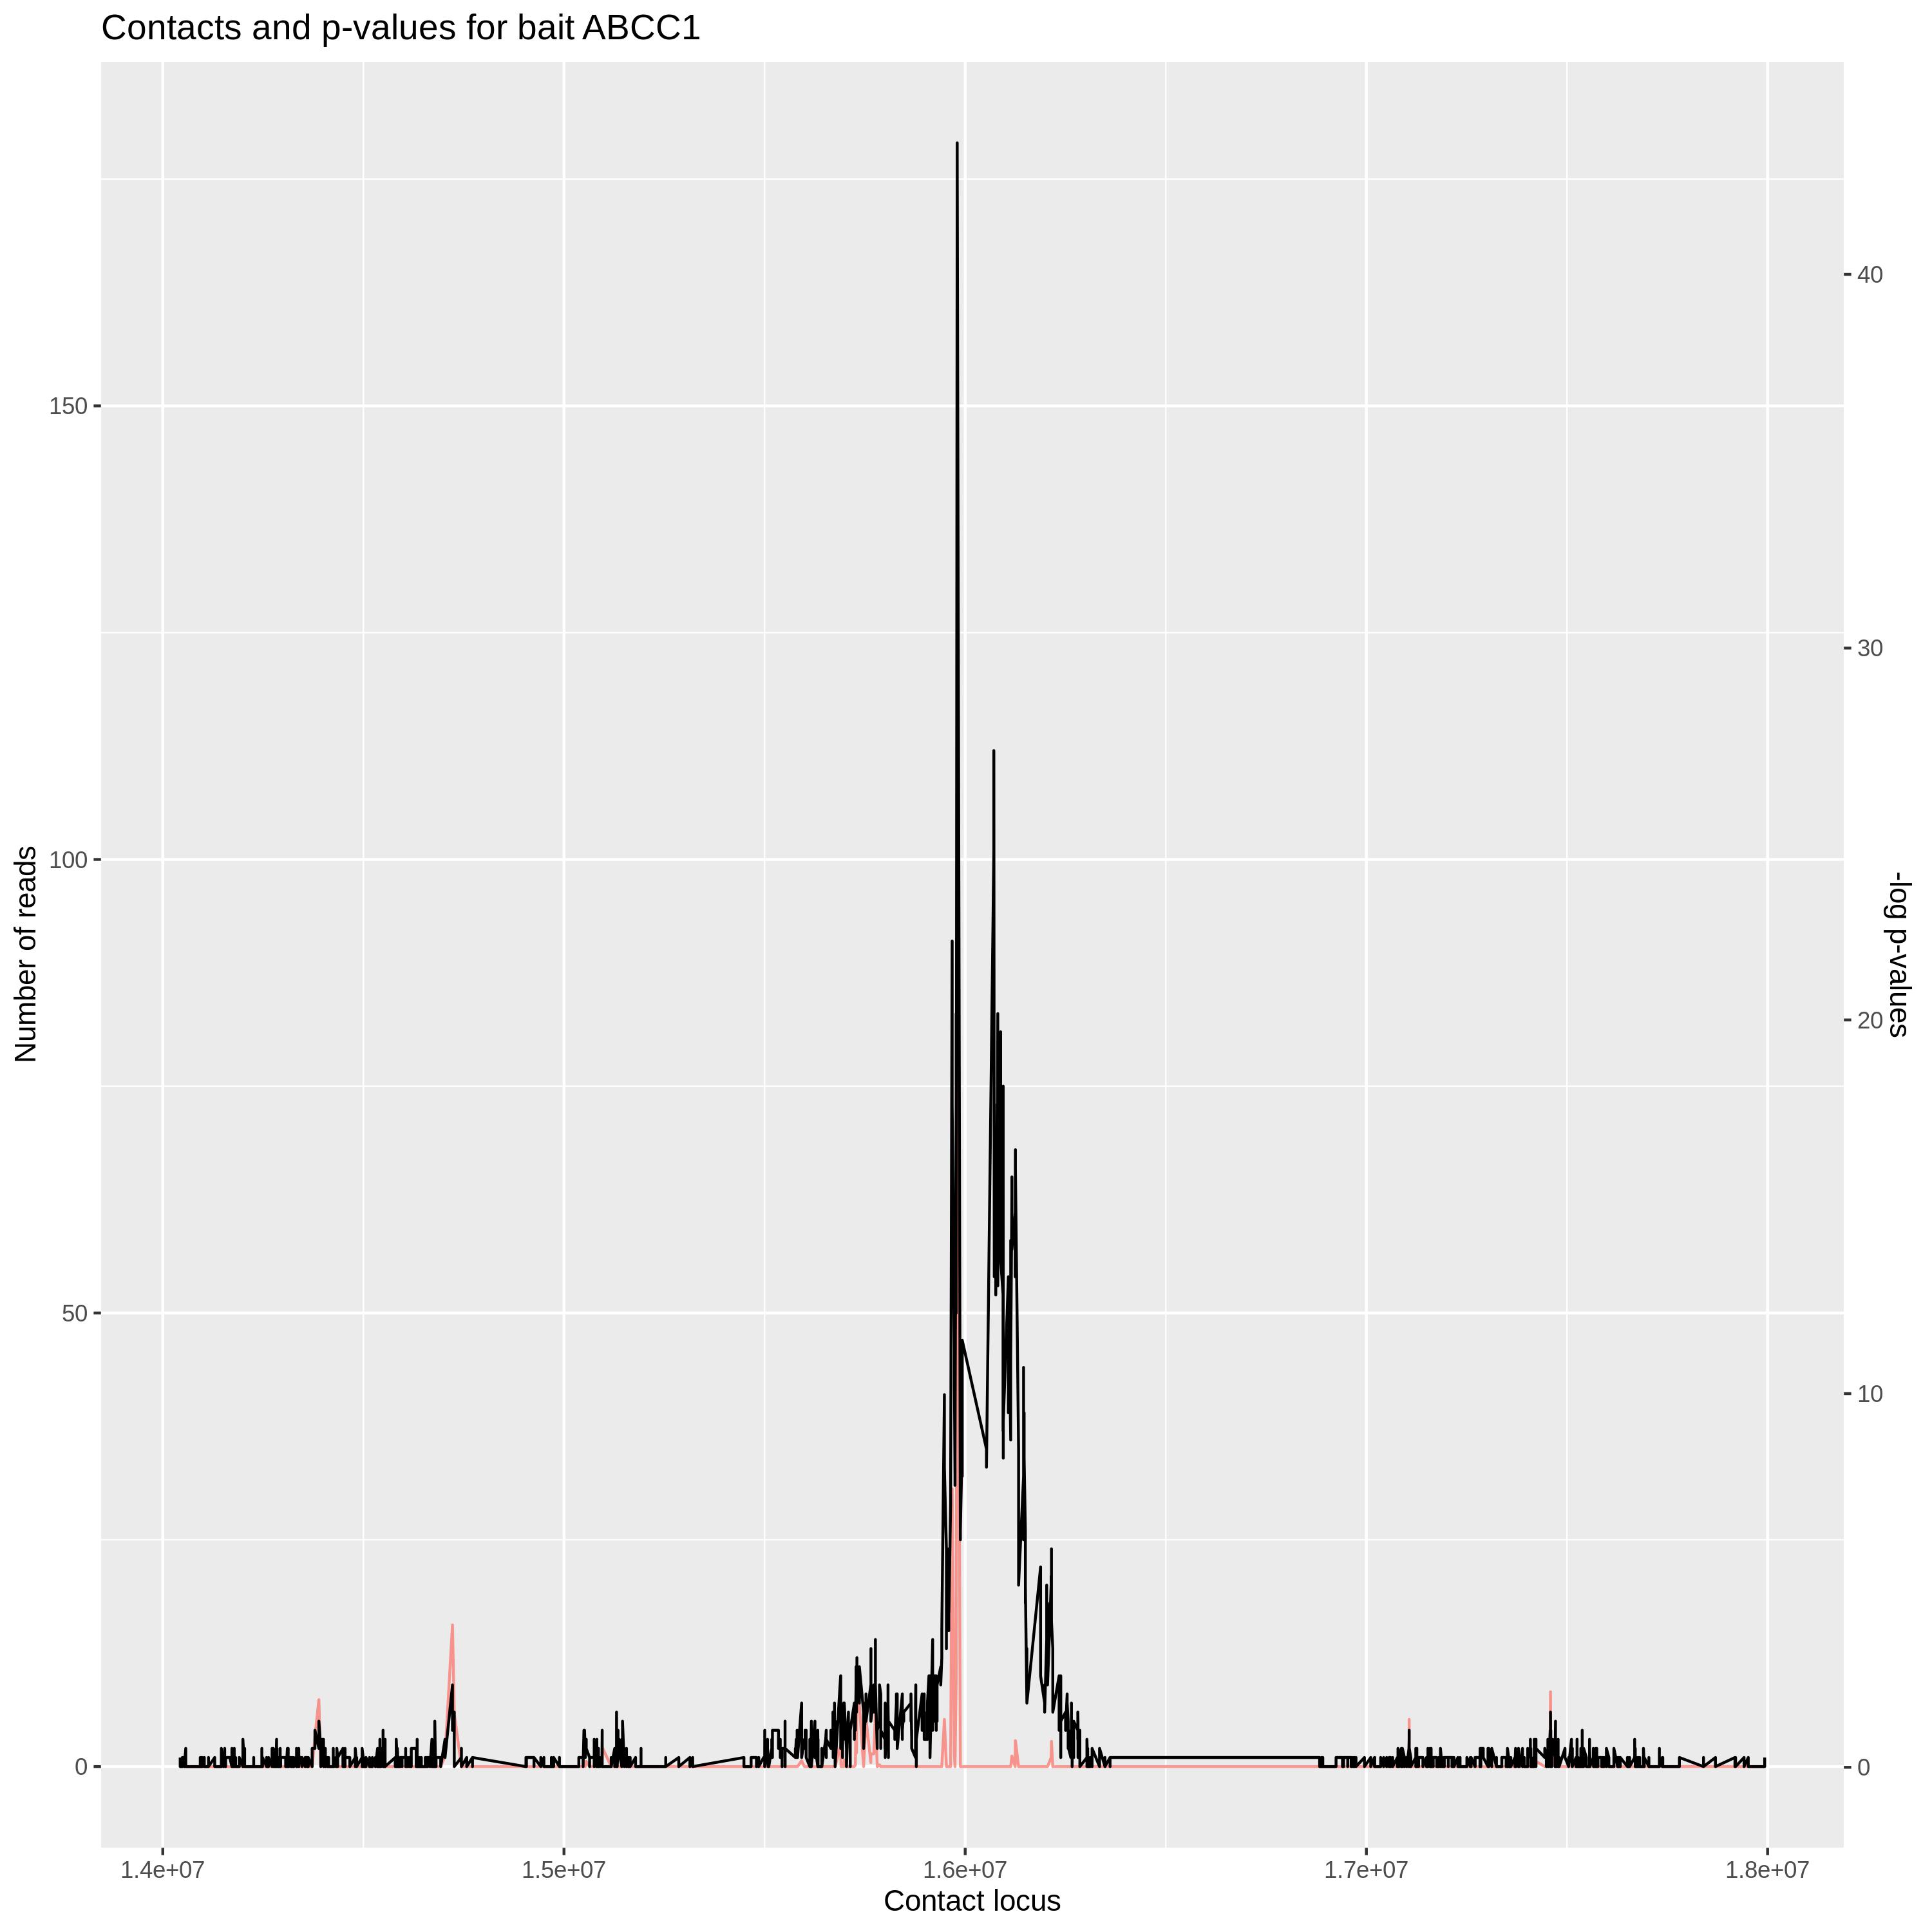 Contacts and p-values for bait ABCC1
Number of reads
150
100
50
0
40
30
20
10
0
-log p-values
1.4e+07
1.5e+07
1.6e+07
1.7e+07
1.8e+07
Contact locus